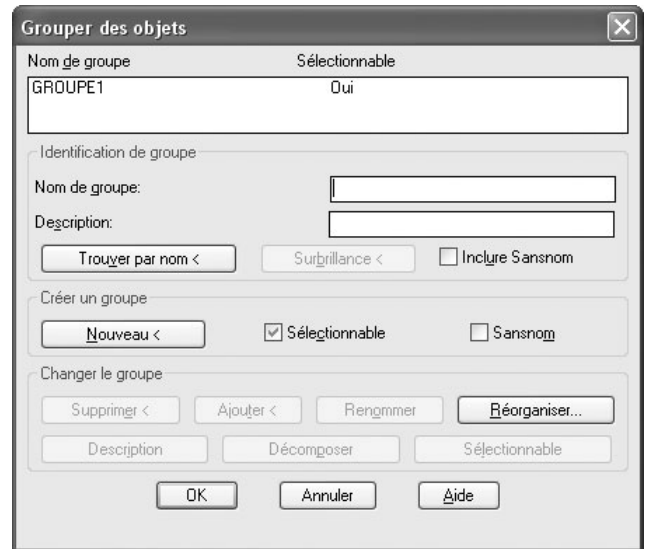 Grouper des objets
Nom de groupe Sélectionnable
GROUPE1 Oui
Identification de groupe
Nom de groupe:
Description:
Trouver par nom < Surbrillance < Inclure Sansnom
Créer un groupe
Nouveau < Sélectionnable Sansnom
Changer le groupe
Supprimer < Ajouter < Renommer Réorganiser...
Description Décomposer Sélectionnable
OK Annuler Aide